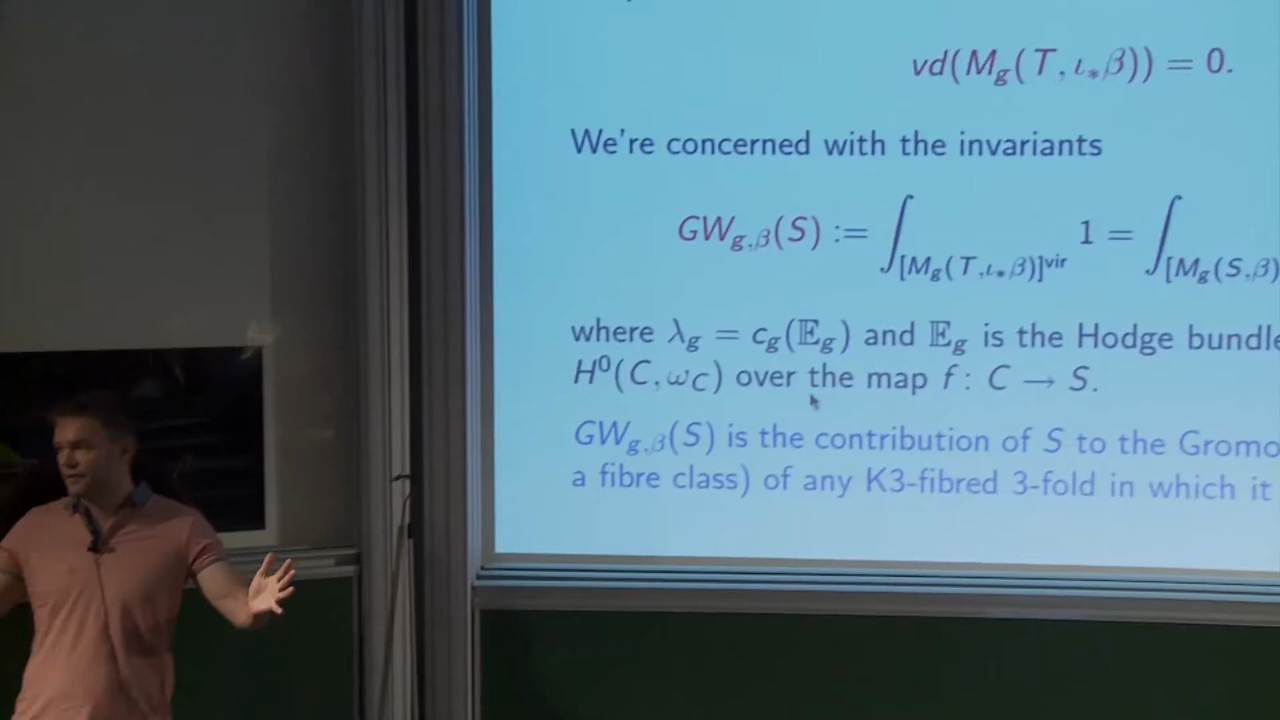 vd(M_g(T, ι_*β)) = 0.
We're concerned with the invariants
GW_{g,β}(S) := ∫_{[M_g(T,ι_*β)]^{vir}} 1 = ∫_{[M_g(S,β)
where λ_g = c_g(𝔼_g) and 𝔼_g is the Hodge bundle
H⁰(C, ω_C) over the map f: C → S.
GW_{g,β}(S) is the contribution of S to the Gromo
a fibre class) of any K3-fibred 3-fold in which it